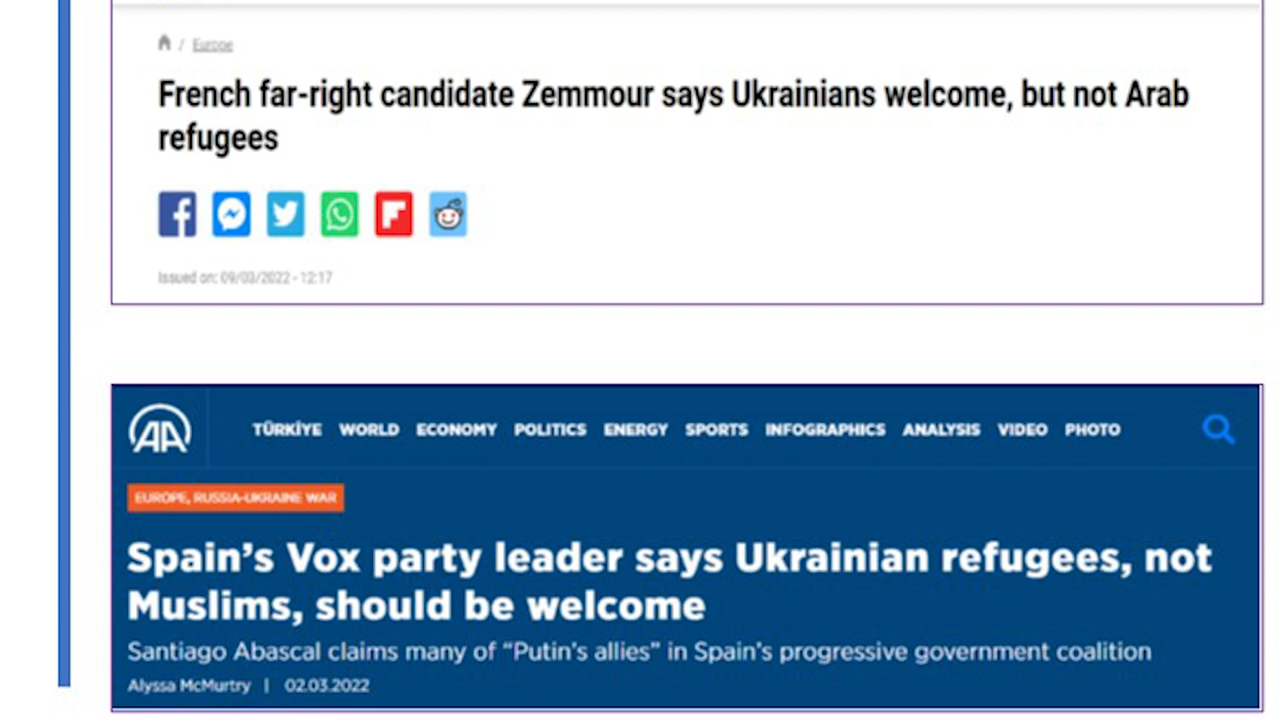 / Europe
French far-right candidate Zemmour says Ukrainians welcome, but not Arab
refugees
Issued on: 09/03/2022 - 12:17
AA TÜRKİYE WORLD ECONOMY POLITICS ENERGY SPORTS INFOGRAPHICS ANALYSIS VIDEO PHOTO
EUROPE, RUSSIA-UKRAINE WAR
Spain's Vox party leader says Ukrainian refugees, not
Muslims, should be welcome
Santiago Abascal claims many of “Putin's allies” in Spain's progressive government coalition
Alyssa McMurtry | 02.03.2022